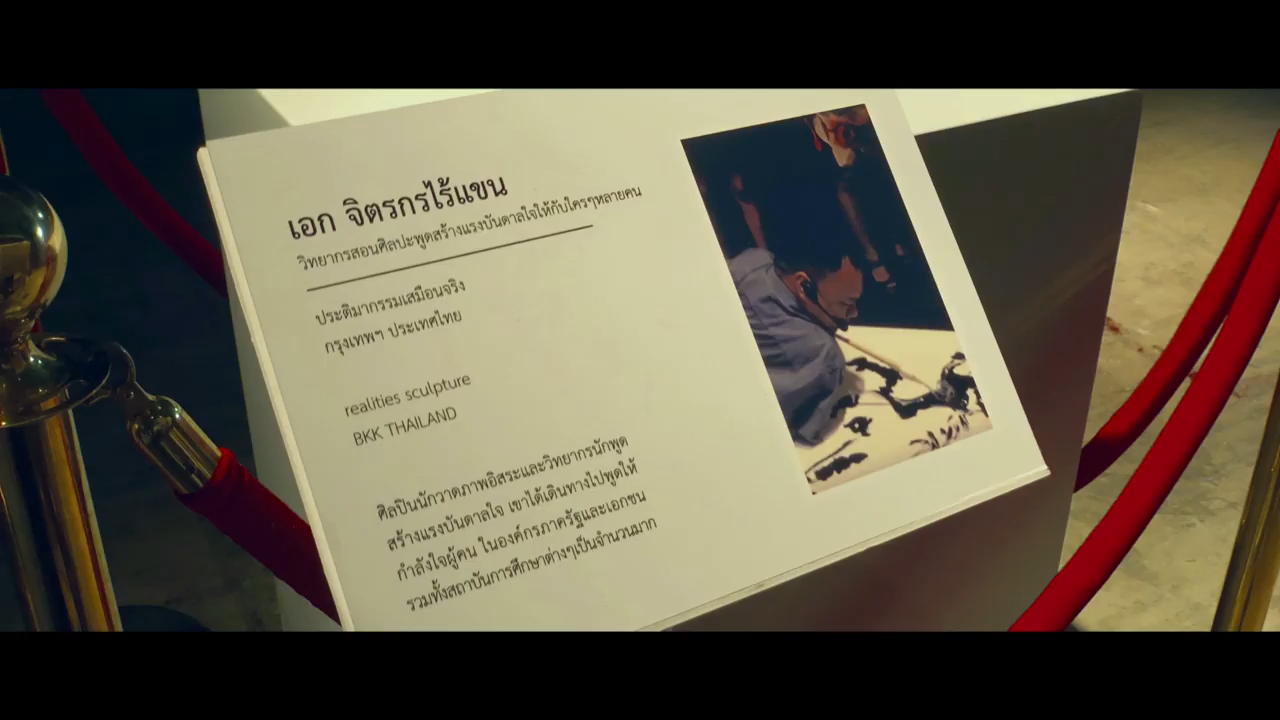 เอก จิตรกรไร้แขน
วิทยากรสอนศิลปะพูดสร้างแรงบันดาลใจให้กับใครๆหลายคน
ประติมากรรมเสมือนจริง
กรุงเทพฯ ประเทศไทย
realities sculpture
BKK THAILAND
ศิลปินนักวาดภาพอิสระและวิทยากรนักพูด
สร้างแรงบันดาลใจ เขาได้เดินทางไปพูดให้
กำลังใจผู้คน ในองค์กรภาครัฐและเอกชน
รวมทั้งสถาบันการศึกษาต่างๆเป็นจำนวนมาก